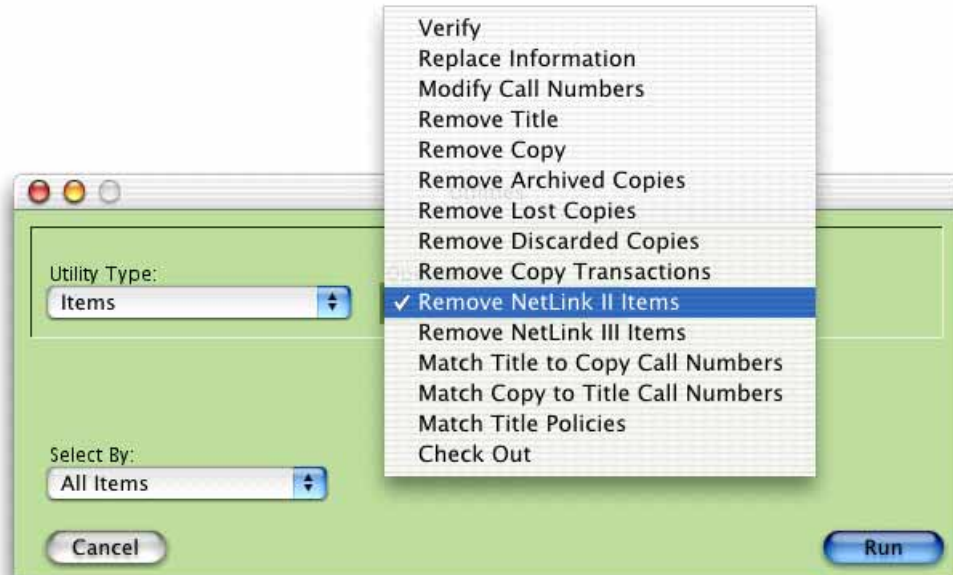 Verify
Replace Information
Modify Call Numbers
Remove Title
Remove Copy
Remove Archived Copies
Remove Lost Copies
Remove Discarded Copies
Remove Copy Transactions
✓ Remove NetLink II Items
Remove NetLink III Items
Match Title to Copy Call Numbers
Match Copy to Title Call Numbers
Match Title Policies
Check Out
Utility Type:
Items
Select By:
All Items
Cancel
Run